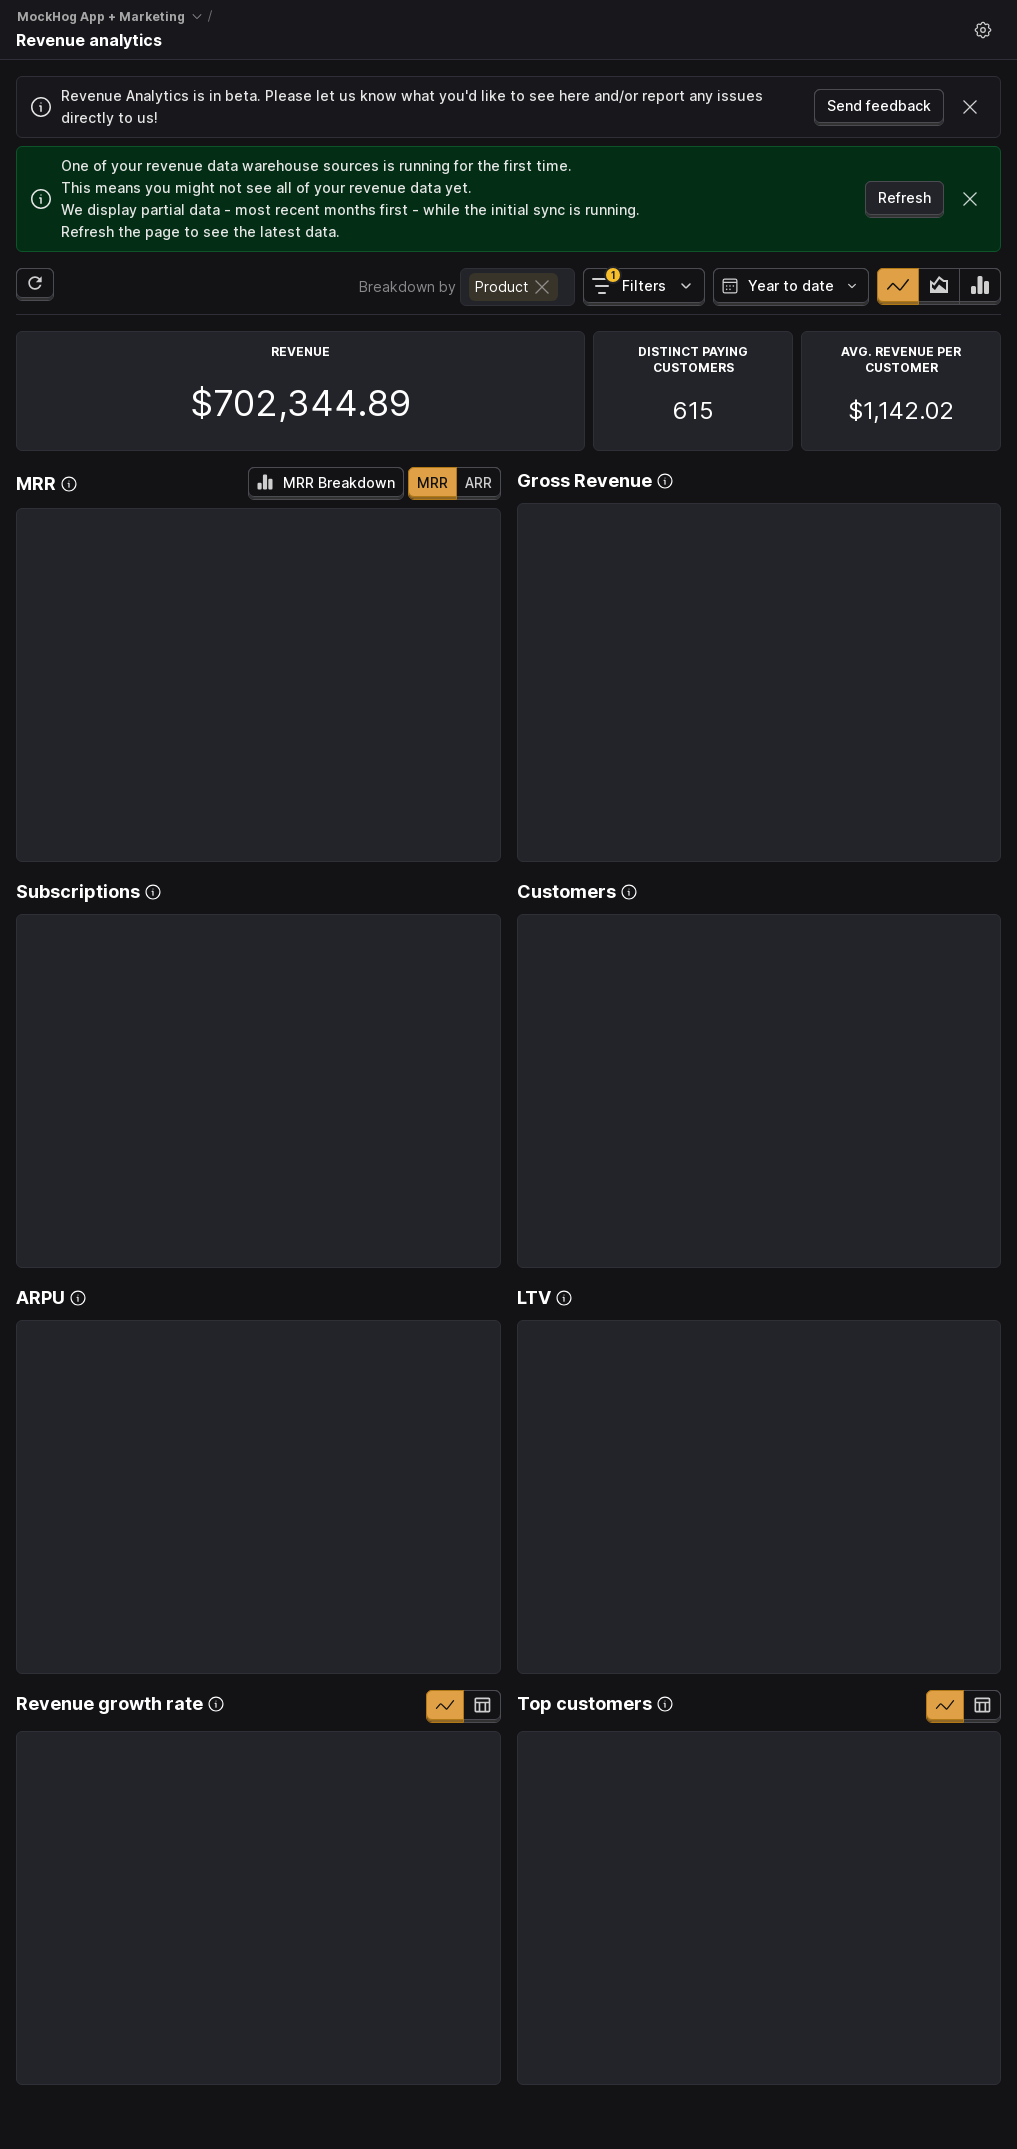 MockHog App + Marketing /
Revenue analytics
Revenue Analytics is in beta. Please let us know what you'd like to see here and/or report any issues
directly to us!
Send feedback
One of your revenue data warehouse sources is running for the first time.
This means you might not see all of your revenue data yet.
We display partial data - most recent months first - while the initial sync is running.
Refresh the page to see the latest data.
Refresh
Breakdown by Product 1 Filters Year to date
REVENUE
$702,344.89
DISTINCT PAYING
CUSTOMERS
615
AVG. REVENUE PER
CUSTOMER
$1,142.02
MRR MRR Breakdown MRR ARR
Gross Revenue
Subscriptions
Customers
ARPU
LTV
Revenue growth rate
Top customers